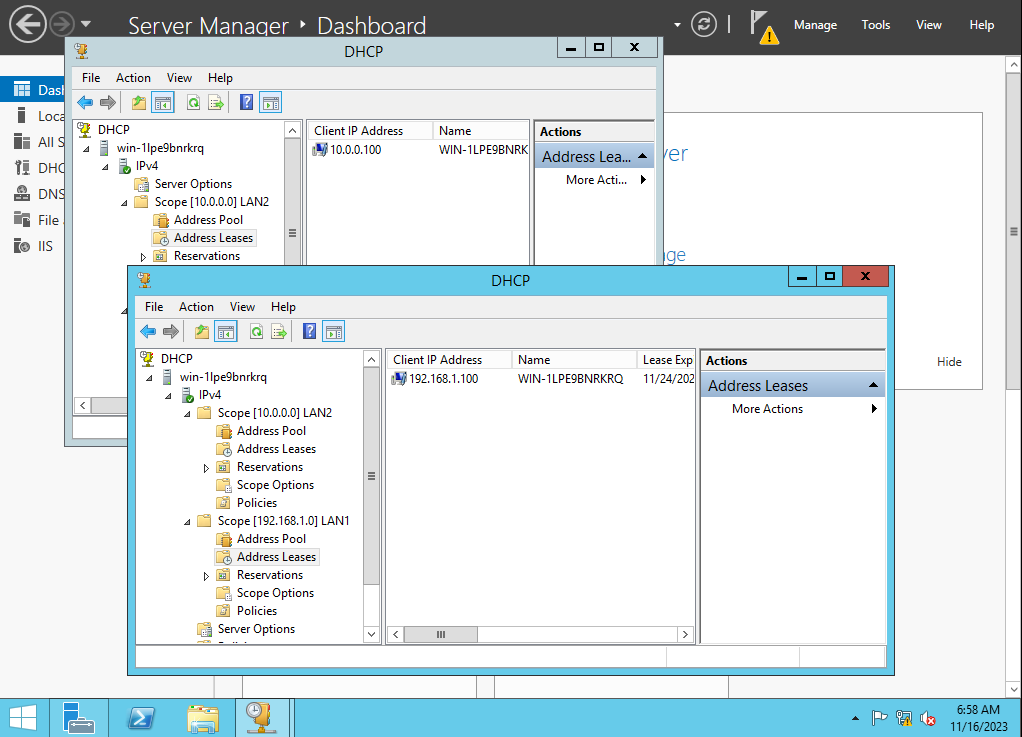 Server Manager ‣ Dashboard
Manage
Tools
View
Help
Dash
Loca
All S
DHC
DNS
File
IIS
DHCP
File
Action
View
Help
DHCP
win-1lpe9bnrkrq
IPv4
Server Options
Scope [10.0.0.0] LAN2
Address Pool
Address Leases
Reservations
Client IP Address
Name
10.0.0.100
WIN-1LPE9BNRK
Actions
Address Lea...
More Acti...
ver
ge
Hide
DHCP
File
Action
View
Help
DHCP
win-1lpe9bnrkrq
IPv4
Scope [10.0.0.0] LAN2
Address Pool
Address Leases
Reservations
Scope Options
Policies
Scope [192.168.1.0] LAN1
Address Pool
Address Leases
Reservations
Scope Options
Policies
Server Options
Client IP Address
Name
Lease Exp
192.168.1.100
WIN-1LPE9BNRKRQ
11/24/202
Actions
Address Leases
More Actions
6:58 AM
11/16/2023